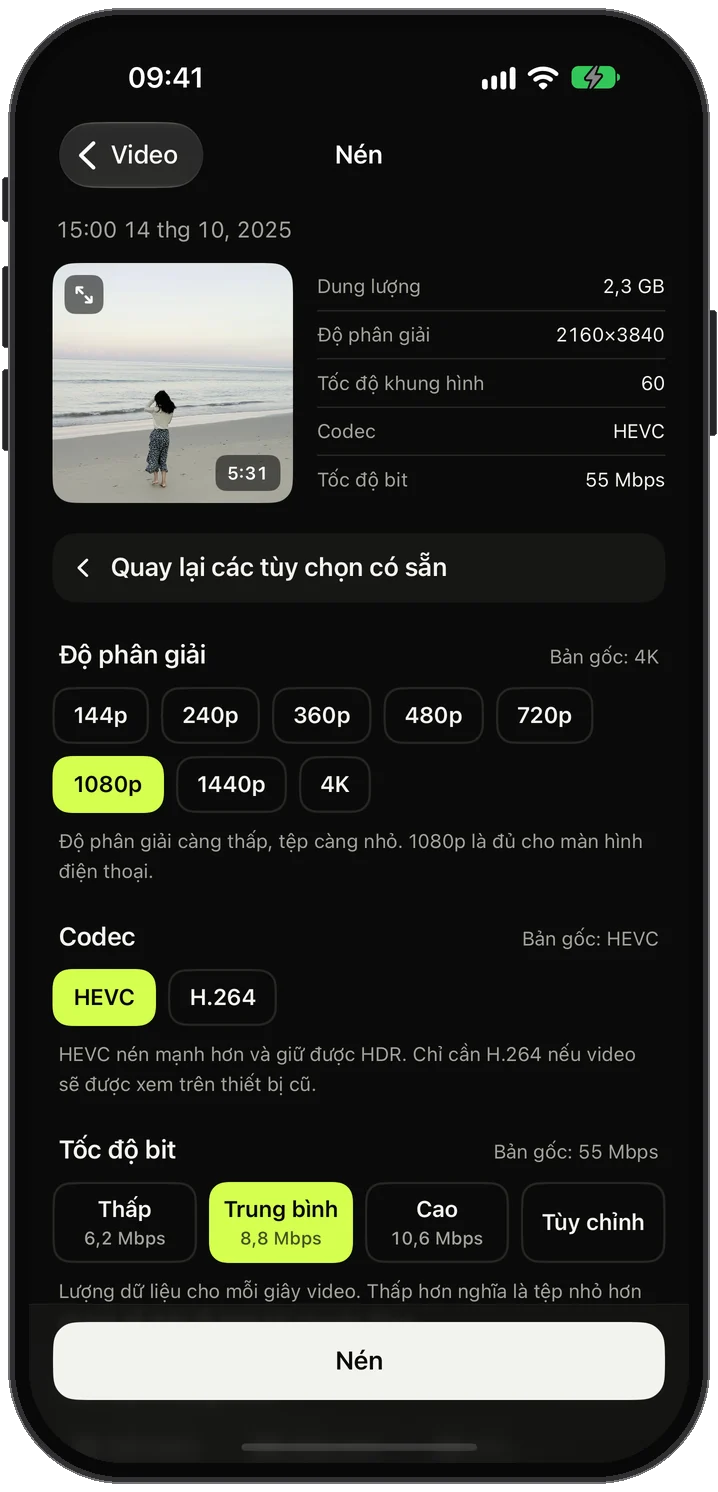 09:41
Video
Nén
15:00 14 thg 10, 2025
5:31
Dung lượng 2,3 GB
Độ phân giải 2160×3840
Tốc độ khung hình 60
Codec HEVC
Tốc độ bit 55 Mbps
Quay lại các tùy chọn có sẵn
Độ phân giải Bản gốc: 4K
144p 240p 360p 480p 720p
1080p 1440p 4K
Độ phân giải càng thấp, tệp càng nhỏ. 1080p là đủ cho màn hình
điện thoại.
Codec Bản gốc: HEVC
HEVC H.264
HEVC nén mạnh hơn và giữ được HDR. Chỉ cần H.264 nếu video
sẽ được xem trên thiết bị cũ.
Tốc độ bit Bản gốc: 55 Mbps
Thấp Trung bình Cao Tùy chỉnh
6,2 Mbps 8,8 Mbps 10,6 Mbps
Lượng dữ liệu cho mỗi giây video. Thấp hơn nghĩa là tệp nhỏ hơn
Nén